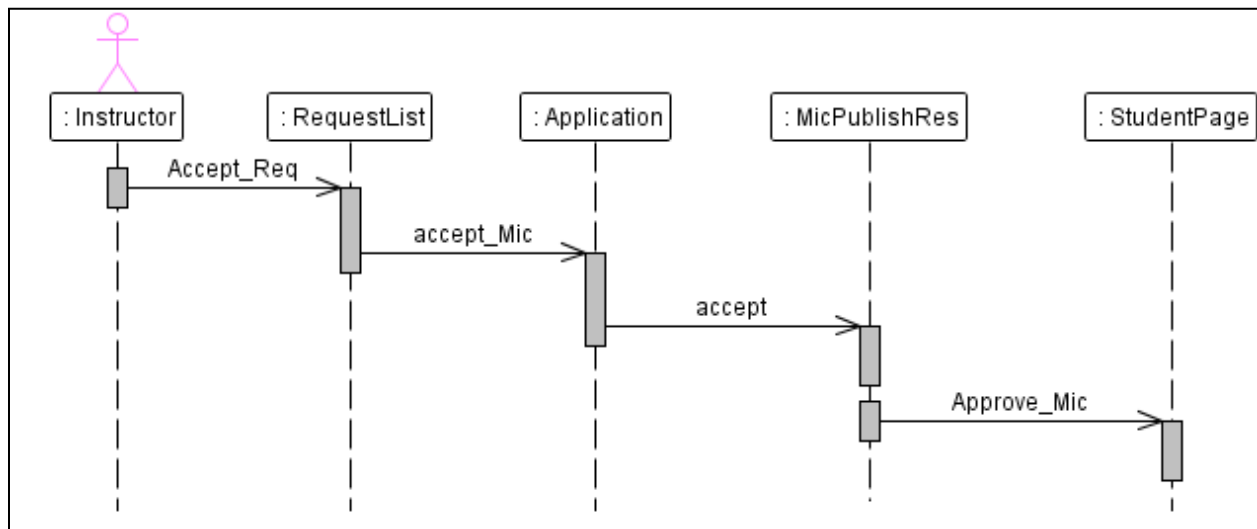 : Instructor
: RequestList
: Application
: MicPublishRes
: StudentPage
Accept_Req
accept_Mic
accept
Approve_Mic